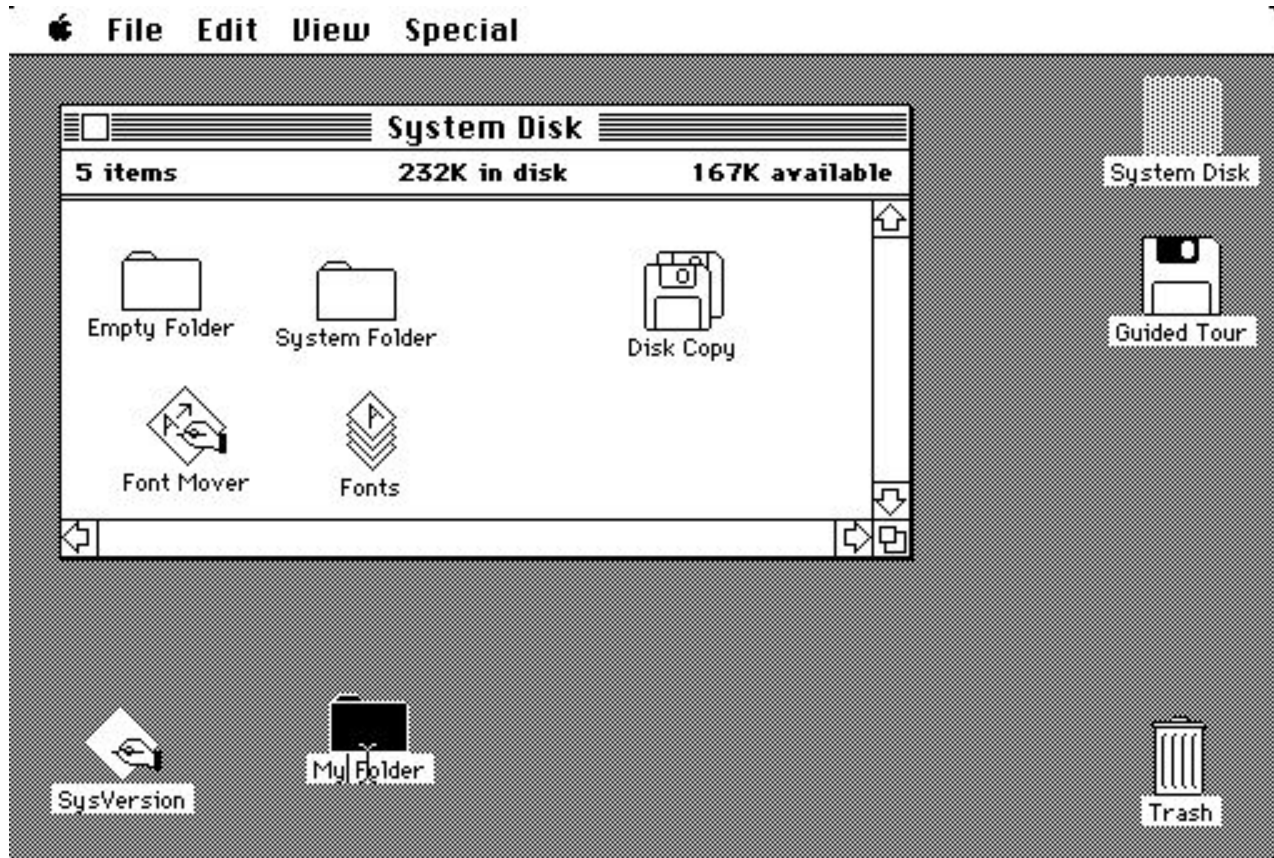 File Edit View Special
System Disk
5 items 232K in disk 167K available
System Disk
Guided Tour
Empty Folder
System Folder
Disk Copy
Font Mover
Fonts
My Folder
SysVersion
Trash